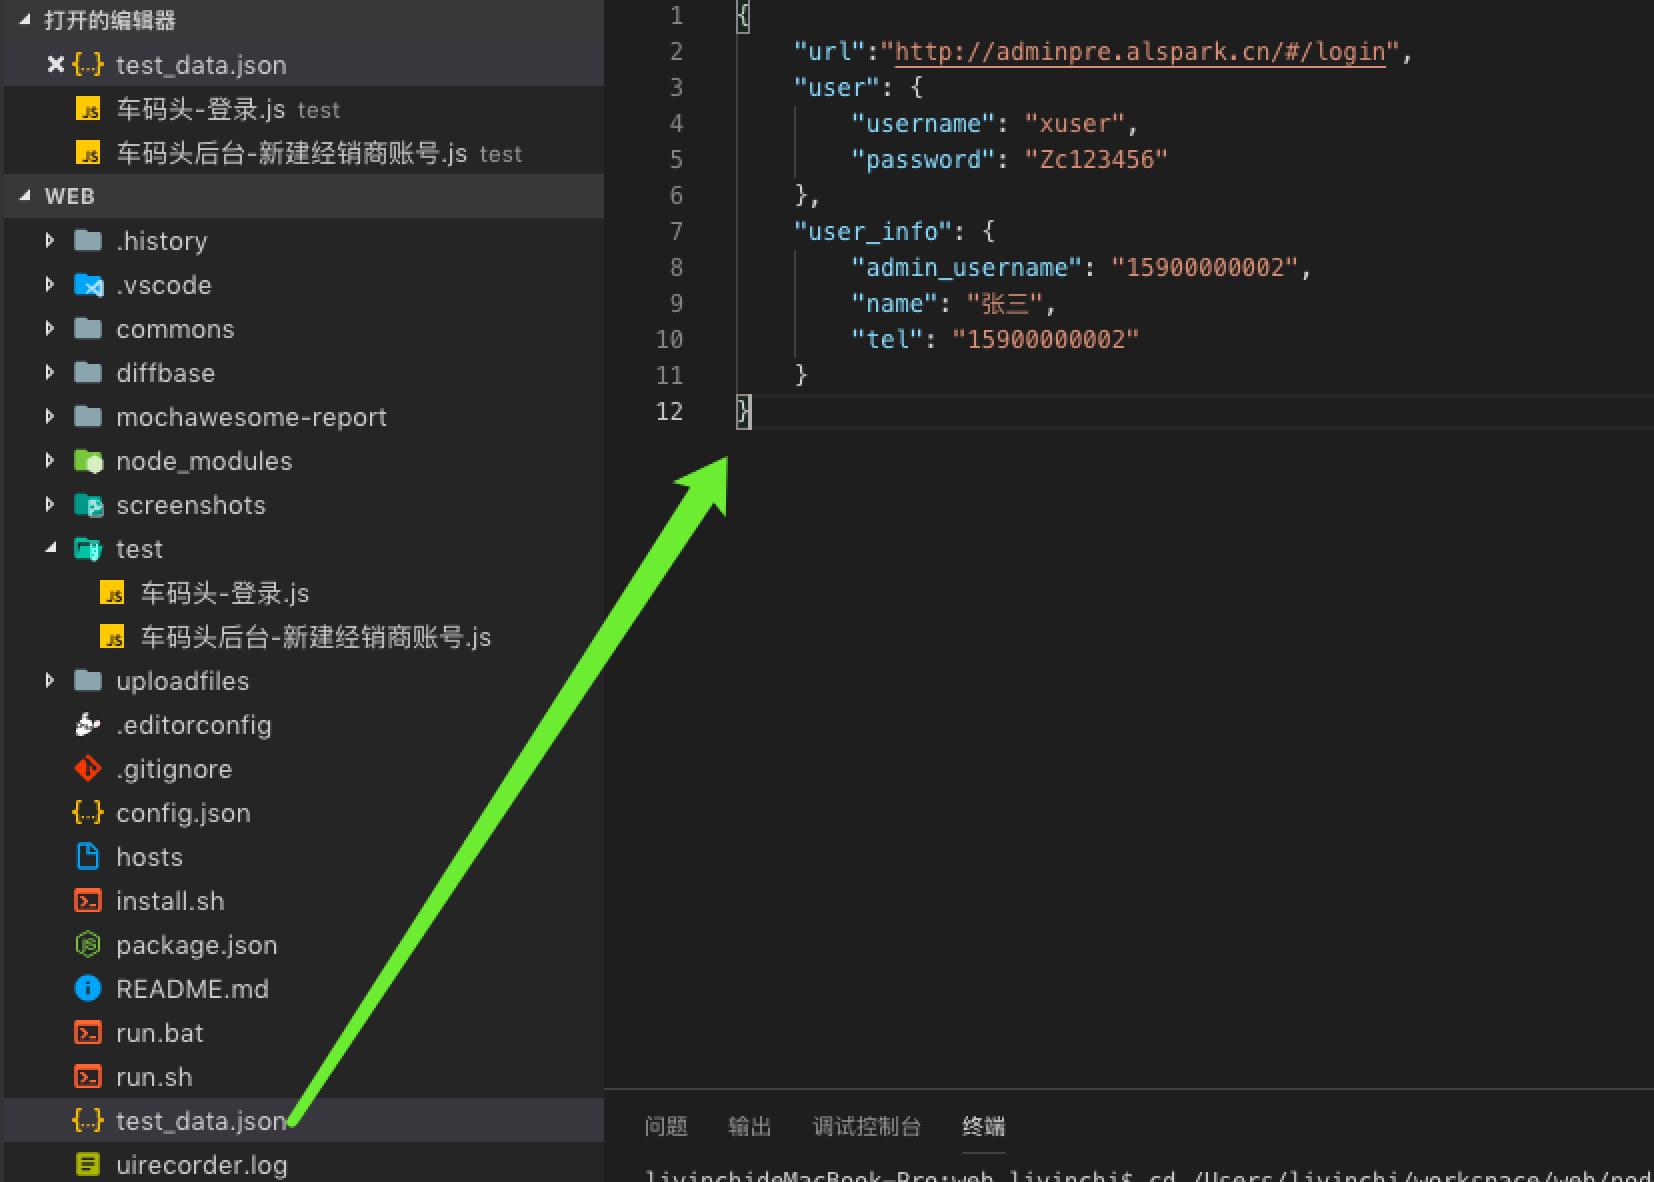 打开的编辑器
test_data.json
车码头-登录.js test
车码头后台-新建经销商账号.js test
WEB
.history
.vscode
commons
diffbase
mochawesome-report
node_modules
screenshots
test
车码头-登录.js
车码头后台-新建经销商账号.js
uploadfiles
.editorconfig
.gitignore
config.json
hosts
install.sh
package.json
README.md
run.bat
run.sh
test_data.json
uirecorder.log
1 {
2 "url":"http://adminpre.alspark.cn/#/login",
3 "user": {
4 "username": "xuser",
5 "password": "Zc123456"
6 },
7 "user_info": {
8 "admin_username": "15900000002",
9 "name": "张三",
10 "tel": "15900000002"
11 }
12 }
问题 输出 调试控制台 终端